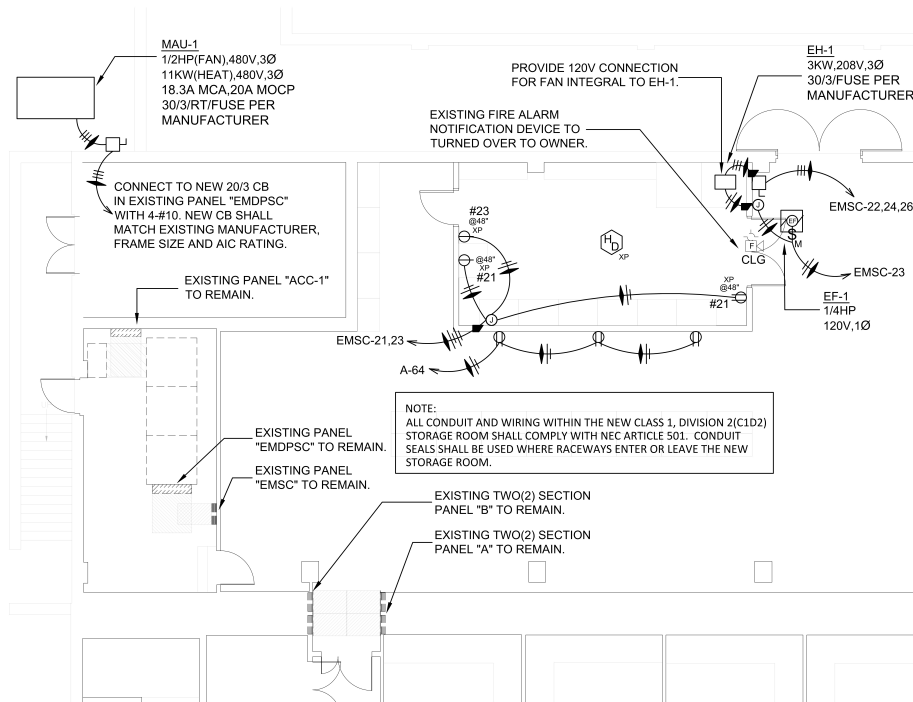 MAU-1
1/2HP(FAN),480V,3Ø
11KW(HEAT),480V,3Ø
18.3A MCA,20A MOCP
30/3/RT/FUSE PER
MANUFACTURER
PROVIDE 120V CONNECTION
FOR FAN INTEGRAL TO EH-1.
EH-1
3KW,208V,3Ø
30/3/FUSE PER
MANUFACTURER
EXISTING FIRE ALARM
NOTIFICATION DEVICE TO
TURNED OVER TO OWNER.
CONNECT TO NEW 20/3 CB
IN EXISTING PANEL "EMDPSC"
WITH 4-#10. NEW CB SHALL
MATCH EXISTING MANUFACTURER,
FRAME SIZE AND AIC RATING.
#23
@48"
XP
@48"
XP
#21
H
D
XP
J
EF
S
M
F
CLG
EMSC-22,24,26
EMSC-23
EF-1
1/4HP
120V,1Ø
XP
@48"
#21
J
EXISTING PANEL "ACC-1"
TO REMAIN.
EMSC-21,23
A-64
NOTE:
ALL CONDUIT AND WIRING WITHIN THE NEW CLASS 1, DIVISION 2(C1D2)
STORAGE ROOM SHALL COMPLY WITH NEC ARTICLE 501. CONDUIT
SEALS SHALL BE USED WHERE RACEWAYS ENTER OR LEAVE THE NEW
STORAGE ROOM.
EXISTING PANEL
"EMDPSC" TO REMAIN.
EXISTING PANEL
"EMSC" TO REMAIN.
EXISTING TWO(2) SECTION
PANEL "B" TO REMAIN.
EXISTING TWO(2) SECTION
PANEL "A" TO REMAIN.